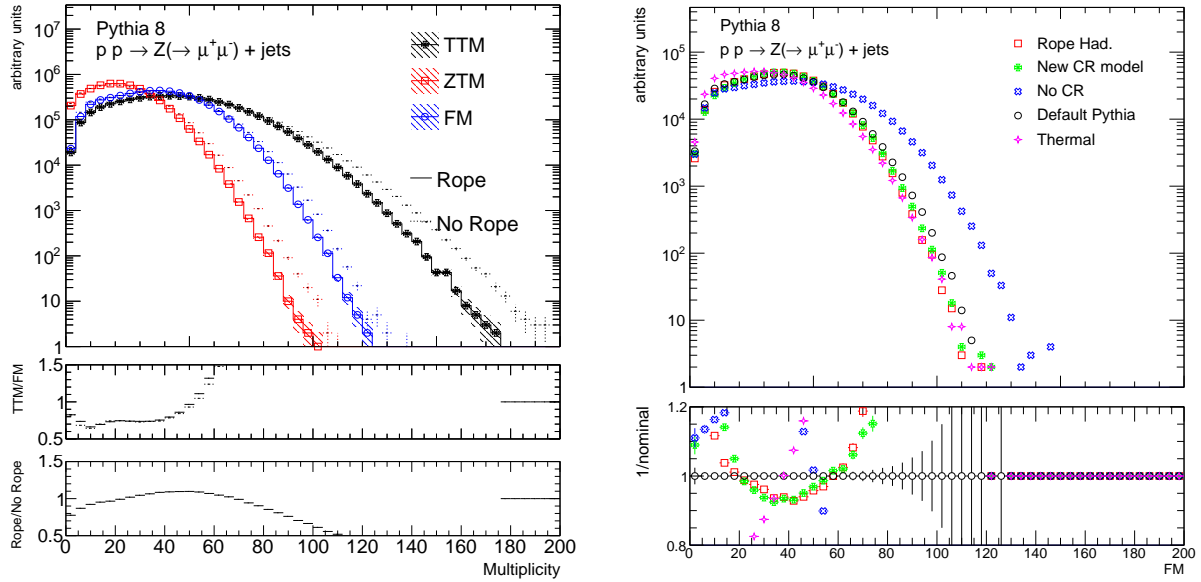 Pythia 8
p p → Z(→ μ⁺μ⁻) + jets
arbitrary units
10⁷
10⁶
10⁵
10⁴
10³
10²
10
1
TTM
ZTM
FM
Rope
No Rope
TTM/FM
1.5
1
0.5
Rope/No Rope
1.5
1
0.5
0 20 40 60 80 100 120 140 160 180 200
Multiplicity
Pythia 8
p p → Z(→ μ⁺μ⁻) + jets
arbitrary units
10⁵
10⁴
10³
10²
10
1
Rope Had.
New CR model
No CR
Default Pythia
Thermal
1/nominal
1.2
1
0.8
0 20 40 60 80 100 120 140 160 180 200
FM